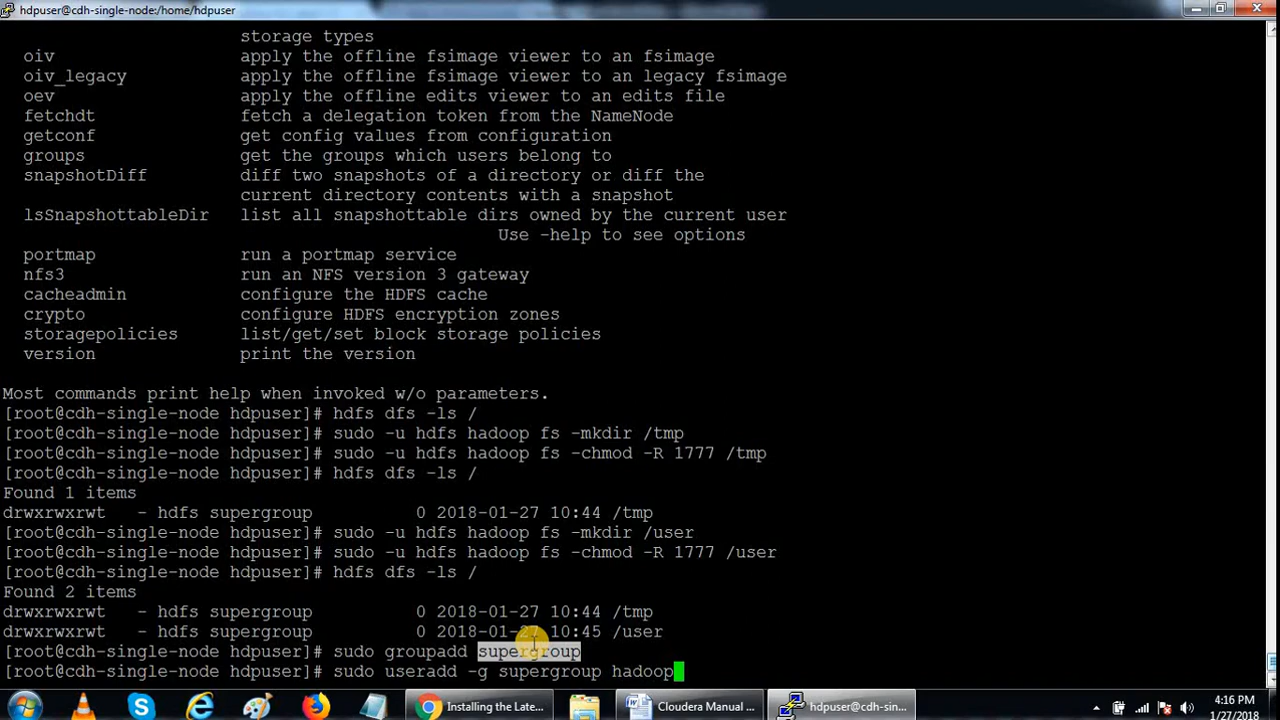 hdpuser@cdh-single-node:/home/hdpuser
storage types
oiv apply the offline fsimage viewer to an fsimage
oiv_legacy apply the offline fsimage viewer to an legacy fsimage
oev apply the offline edits viewer to an edits file
fetchdt fetch a delegation token from the NameNode
getconf get config values from configuration
groups get the groups which users belong to
snapshotDiff diff two snapshots of a directory or diff the
current directory contents with a snapshot
lsSnapshottableDir list all snapshottable dirs owned by the current user
Use -help to see options
portmap run a portmap service
nfs3 run an NFS version 3 gateway
cacheadmin configure the HDFS cache
crypto configure HDFS encryption zones
storagepolicies list/get/set block storage policies
version print the version
Most commands print help when invoked w/o parameters.
[root@cdh-single-node hdpuser]# hdfs dfs -ls /
[root@cdh-single-node hdpuser]# sudo -u hdfs hadoop fs -mkdir /tmp
[root@cdh-single-node hdpuser]# sudo -u hdfs hadoop fs -chmod -R 1777 /tmp
[root@cdh-single-node hdpuser]# hdfs dfs -ls /
Found 1 items
drwxrwxrwt - hdfs supergroup 0 2018-01-27 10:44 /tmp
[root@cdh-single-node hdpuser]# sudo -u hdfs hadoop fs -mkdir /user
[root@cdh-single-node hdpuser]# sudo -u hdfs hadoop fs -chmod -R 1777 /user
[root@cdh-single-node hdpuser]# hdfs dfs -ls /
Found 2 items
drwxrwxrwt - hdfs supergroup 0 2018-01-27 10:44 /tmp
drwxrwxrwt - hdfs supergroup 0 2018-01-27 10:45 /user
[root@cdh-single-node hdpuser]# sudo groupadd supergroup
[root@cdh-single-node hdpuser]# sudo useradd -g supergroup hadoop
Installing the Late...
Cloudera Manual ...
hdpuser@cdh-sin...
4:16 PM
1/27/2018